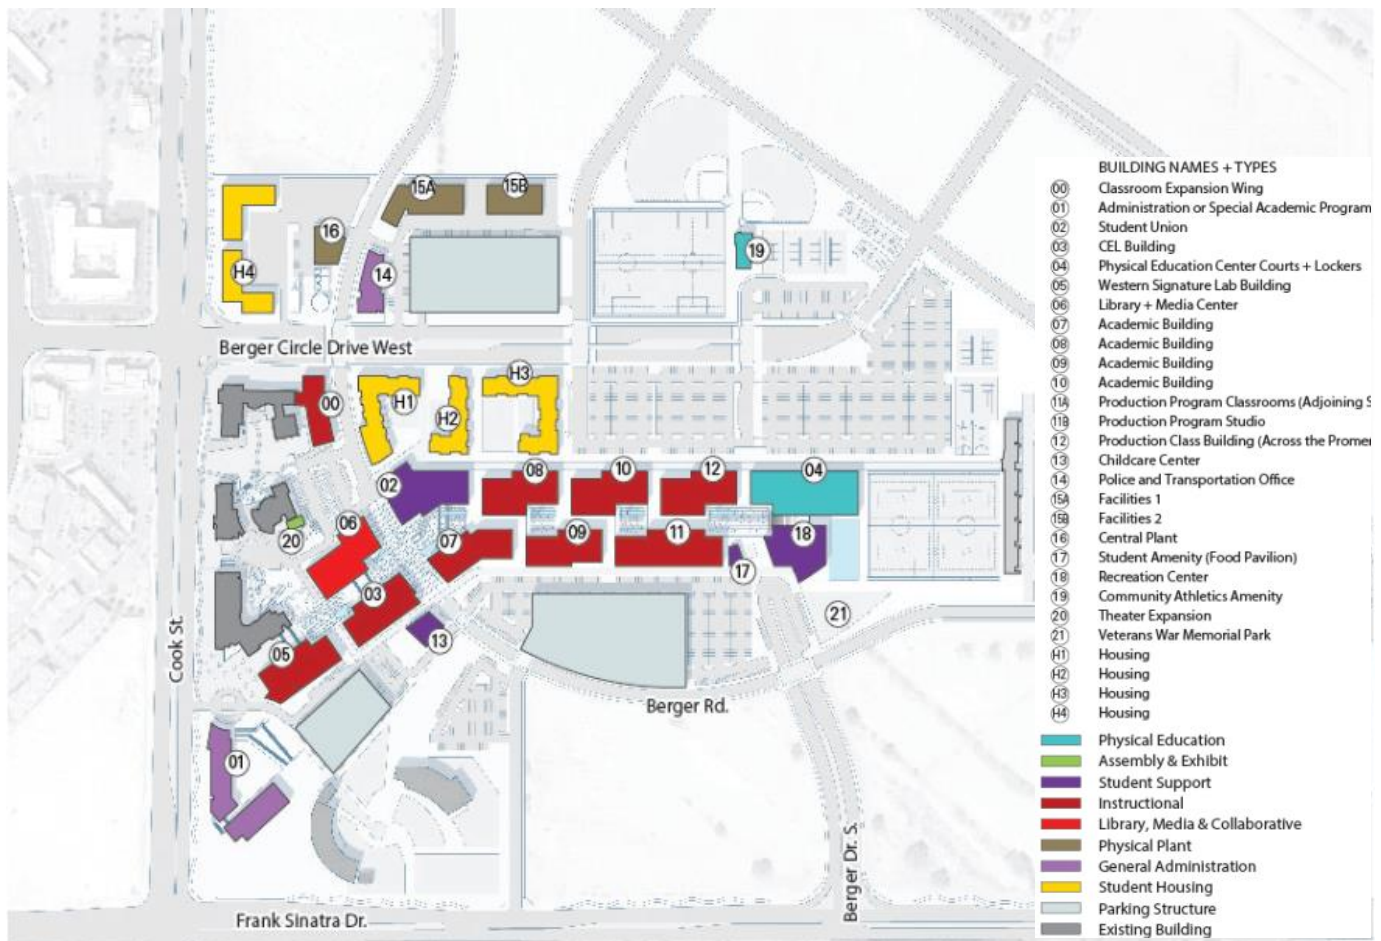 BUILDING NAMES + TYPES
00 Classroom Expansion Wing
01 Administration or Special Academic Program
02 Student Union
03 CEL Building
04 Physical Education Center Courts + Lockers
05 Western Signature Lab Building
06 Library + Media Center
07 Academic Building
08 Academic Building
09 Academic Building
10 Academic Building
11A Production Program Classrooms (Adjoining S
11B Production Program Studio
12 Production Class Building (Across the Prome
13 Childcare Center
14 Police and Transportation Office
15A Facilities 1
15B Facilities 2
16 Central Plant
17 Student Amenity (Food Pavilion)
18 Recreation Center
19 Community Athletics Amenity
20 Theater Expansion
21 Veterans War Memorial Park
H1 Housing
H2 Housing
H3 Housing
H4 Housing
Physical Education
Assembly & Exhibit
Student Support
Instructional
Library, Media & Collaborative
Physical Plant
General Administration
Student Housing
Parking Structure
Existing Building
15A
15B
16
19
H4
14
Berger Circle Drive West
H3
00
H1
H2
02
08
10
12
04
06
20
07
09
11
18
17
03
13
21
05
Cook St.
Berger Rd.
01
Berger Dr. S.
Frank Sinatra Dr.